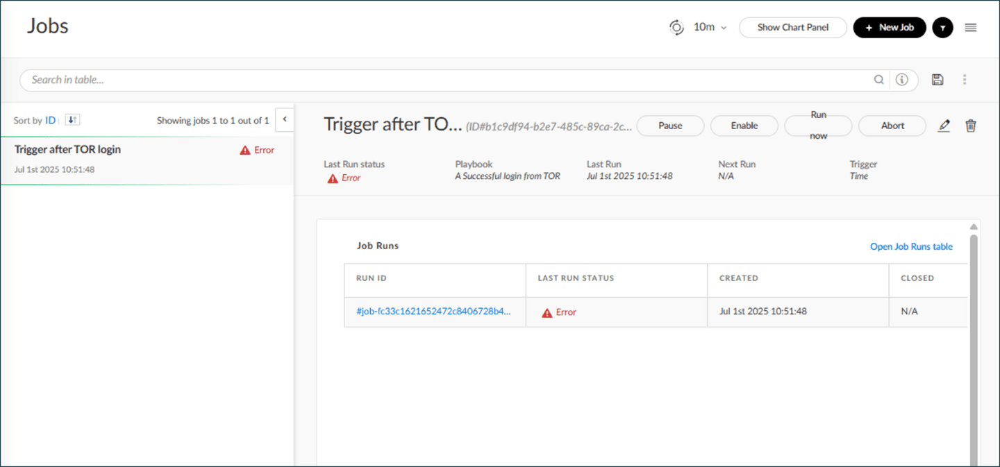 Jobs
10m
Show Chart Panel
+ New Job
Search in table...
Sort by ID
Showing jobs 1 to 1 out of 1
Trigger after TOR login
Error
Jul 1st 2025 10:51:48
Trigger after TO... (ID#b1c9df94-b2e7-485c-89ca-2c...
Pause
Enable
Run
now
Abort
Last Run status
Error
Playbook
A Successful login from TOR
Last Run
Jul 1st 2025 10:51:48
Next Run
N/A
Trigger
Time
Job Runs
Open Job Runs table
RUN ID
LAST RUN STATUS
CREATED
CLOSED
#job-fc33c1621652472c8406728b4...
Error
Jul 1st 2025 10:51:48
N/A